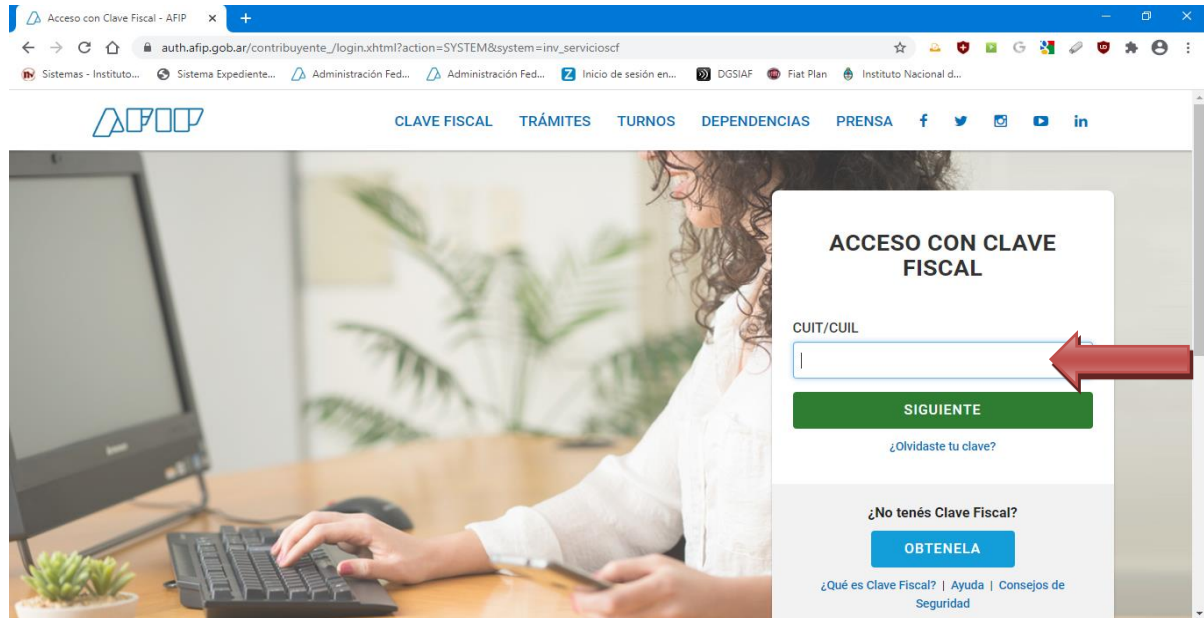 Acceso con Clave Fiscal - AFIP
auth.afip.gob.ar/contribuyente_/login.xhtml?action=SYSTEM&system=inv_servicioscf
Sistemas - Instituto... Sistema Expediente... Administración Fed... Administración Fed... Inicio de sesión en... DGSIAF Fiat Plan Instituto Nacional d...
AFIP CLAVE FISCAL TRÁMITES TURNOS DEPENDENCIAS PRENSA
ACCESO CON CLAVE
FISCAL
CUIT/CUIL
SIGUIENTE
¿Olvidaste tu clave?
¿No tenés Clave Fiscal?
OBTENELA
¿Qué es Clave Fiscal? | Ayuda | Consejos de
Seguridad